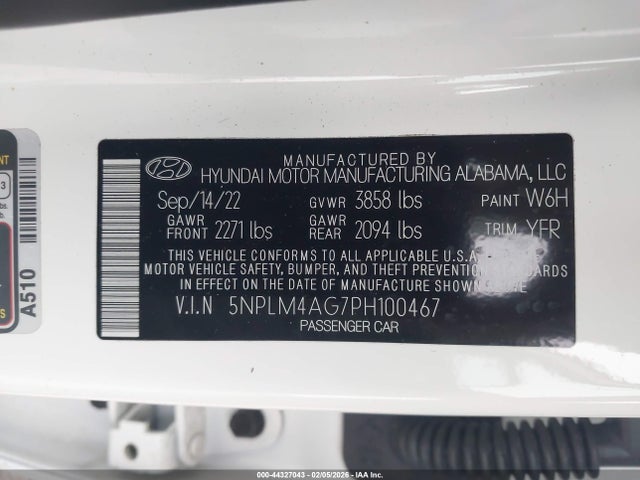 MANUFACTURED BY
HYUNDAI MOTOR MANUFACTURING ALABAMA, LLC
Sep/14/22 GVWR 3858 lbs PAINT W6H
GAWR FRONT 2271 lbs GAWR REAR 2094 lbs TRIM YFR
THIS VEHICLE CONFORMS TO ALL APPLICABLE U.S.A.
MOTOR VEHICLE SAFETY, BUMPER, AND THEFT PREVENTION STANDARDS
IN EFFECT ON THE DATE OF MANUFACTURE SHOWN
V.I.N 5NPLM4AG7PH100467
PASSENGER CAR
A510
000-44327043 - 02/05/2026 - IAA Inc.